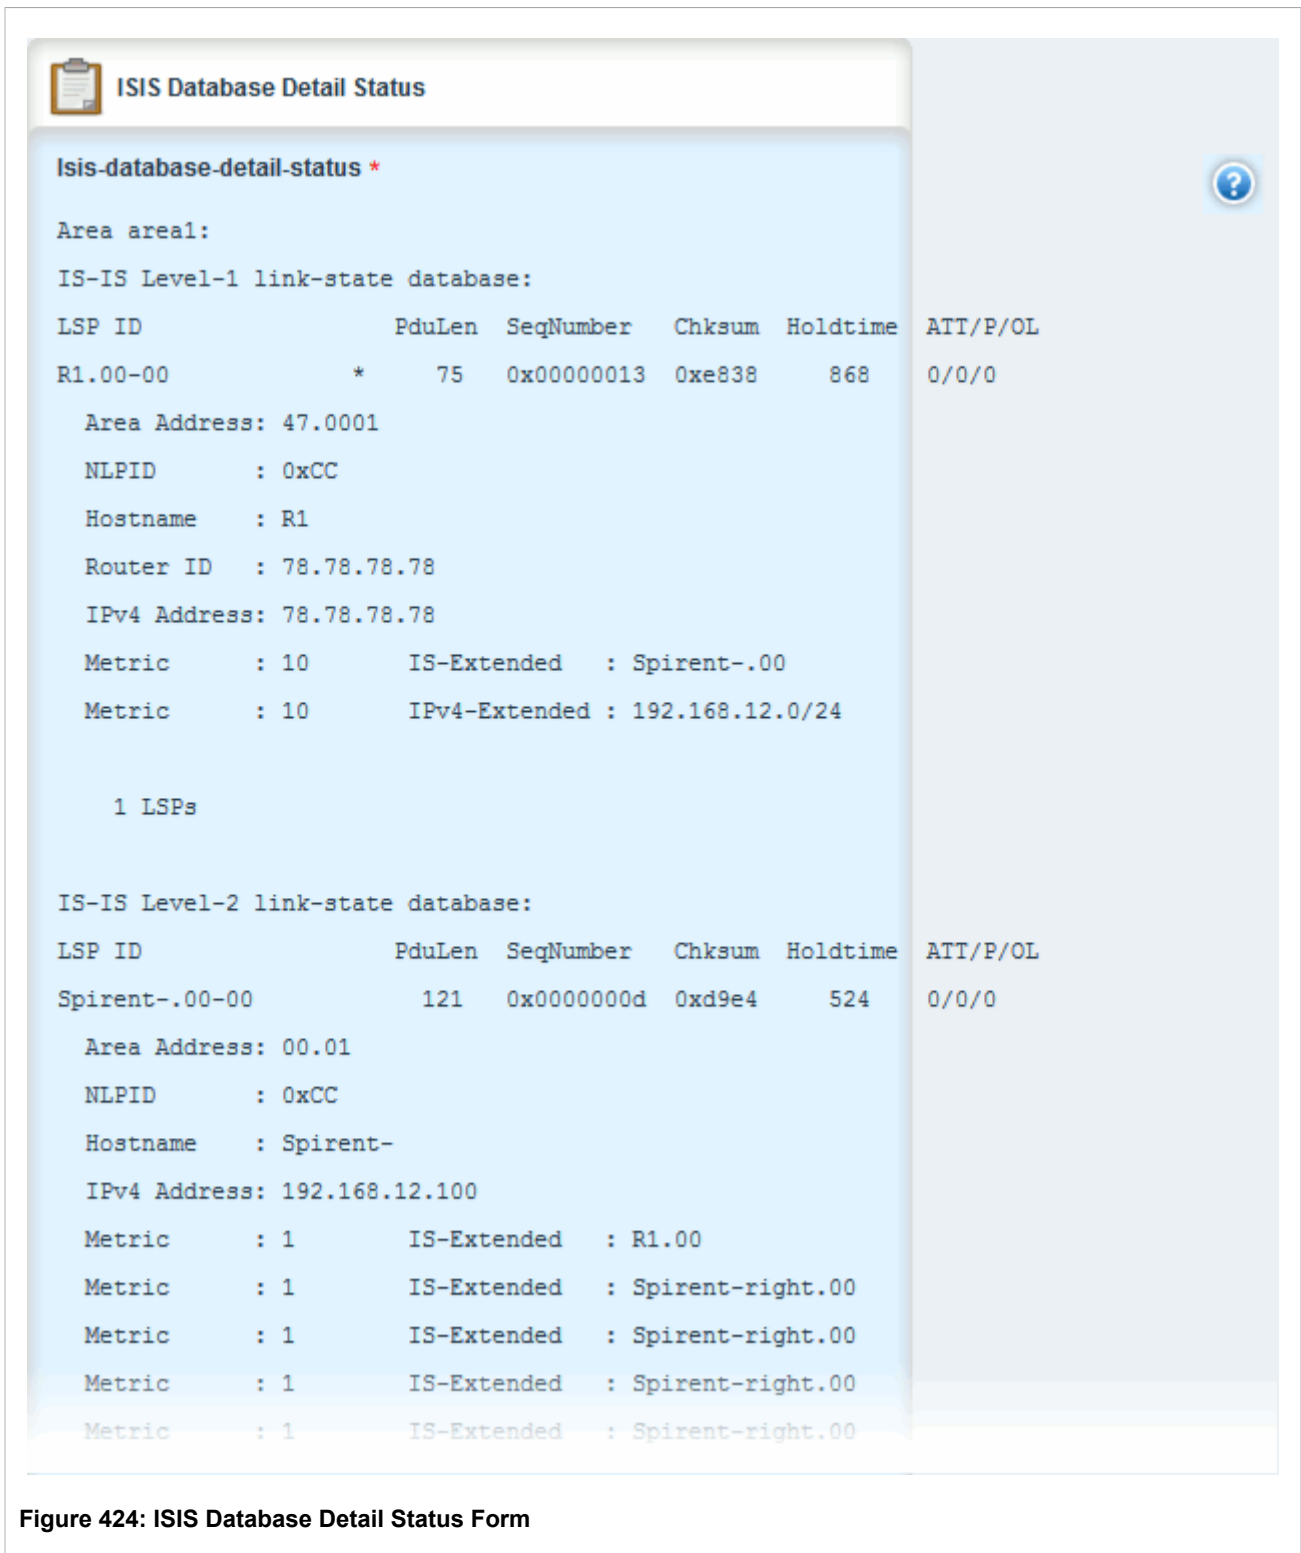 ISIS Database Detail Status
Isis-database-detail-status *
?
Area area1:
IS-IS Level-1 link-state database:
LSP ID                  PduLen  SeqNumber   Chksum  Holdtime  ATT/P/OL
R1.00-00             *     75   0x00000013  0xe838     868    0/0/0
  Area Address: 47.0001
  NLPID       : 0xCC
  Hostname    : R1
  Router ID   : 78.78.78.78
  IPv4 Address: 78.78.78.78
  Metric      : 10       IS-Extended   : Spirent-.00
  Metric      : 10       IPv4-Extended : 192.168.12.0/24
    1 LSPs
IS-IS Level-2 link-state database:
LSP ID                  PduLen  SeqNumber   Chksum  Holdtime  ATT/P/OL
Spirent-.00-00            121   0x0000000d  0xd9e4     524    0/0/0
  Area Address: 00.01
  NLPID       : 0xCC
  Hostname    : Spirent-
  IPv4 Address: 192.168.12.100
  Metric      : 1        IS-Extended   : R1.00
  Metric      : 1        IS-Extended   : Spirent-right.00
  Metric      : 1        IS-Extended   : Spirent-right.00
  Metric      : 1        IS-Extended   : Spirent-right.00
  Metric      : 1        IS-Extended   : Spirent-right.00
Figure 424: ISIS Database Detail Status Form